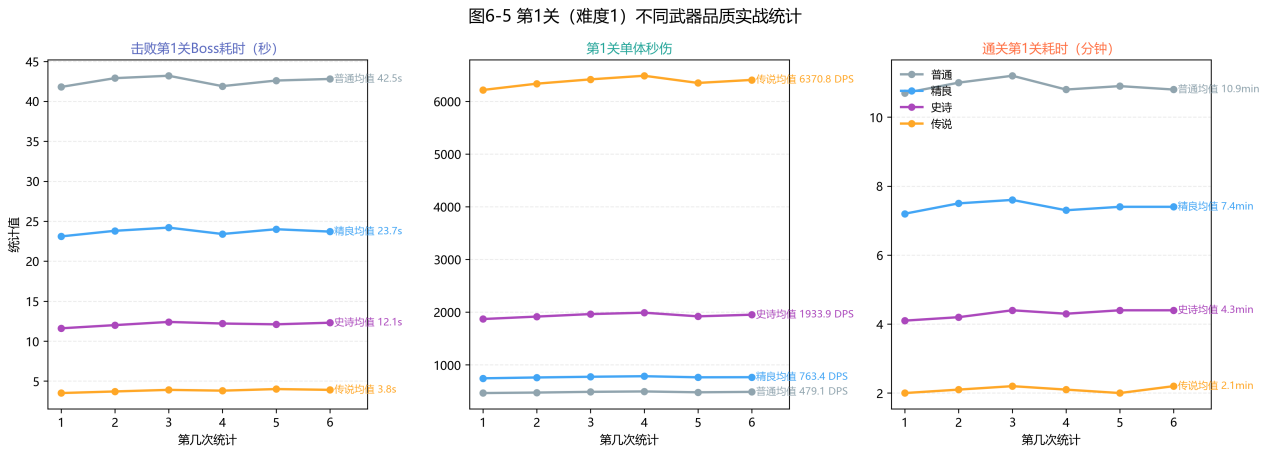 图6-5 第1关（难度1）不同武器品质实战统计
击败第1关Boss耗时（秒）
统计值
45
40
35
30
25
20
15
10
5
普通均值 42.5s
精良均值 23.7s
史诗均值 12.1s
传说均值 3.8s
1 2 3 4 5 6
第几次统计
第1关单体秒伤
6000
5000
4000
3000
2000
1000
传说均值 6370.8 DPS
史诗均值 1933.9 DPS
精良均值 763.4 DPS
普通均值 479.1 DPS
1 2 3 4 5 6
第几次统计
通关第1关耗时（分钟）
普通
精良
史诗
传说
10
8
6
4
2
普通均值 10.9min
精良均值 7.4min
史诗均值 4.3min
传说均值 2.1min
1 2 3 4 5 6
第几次统计